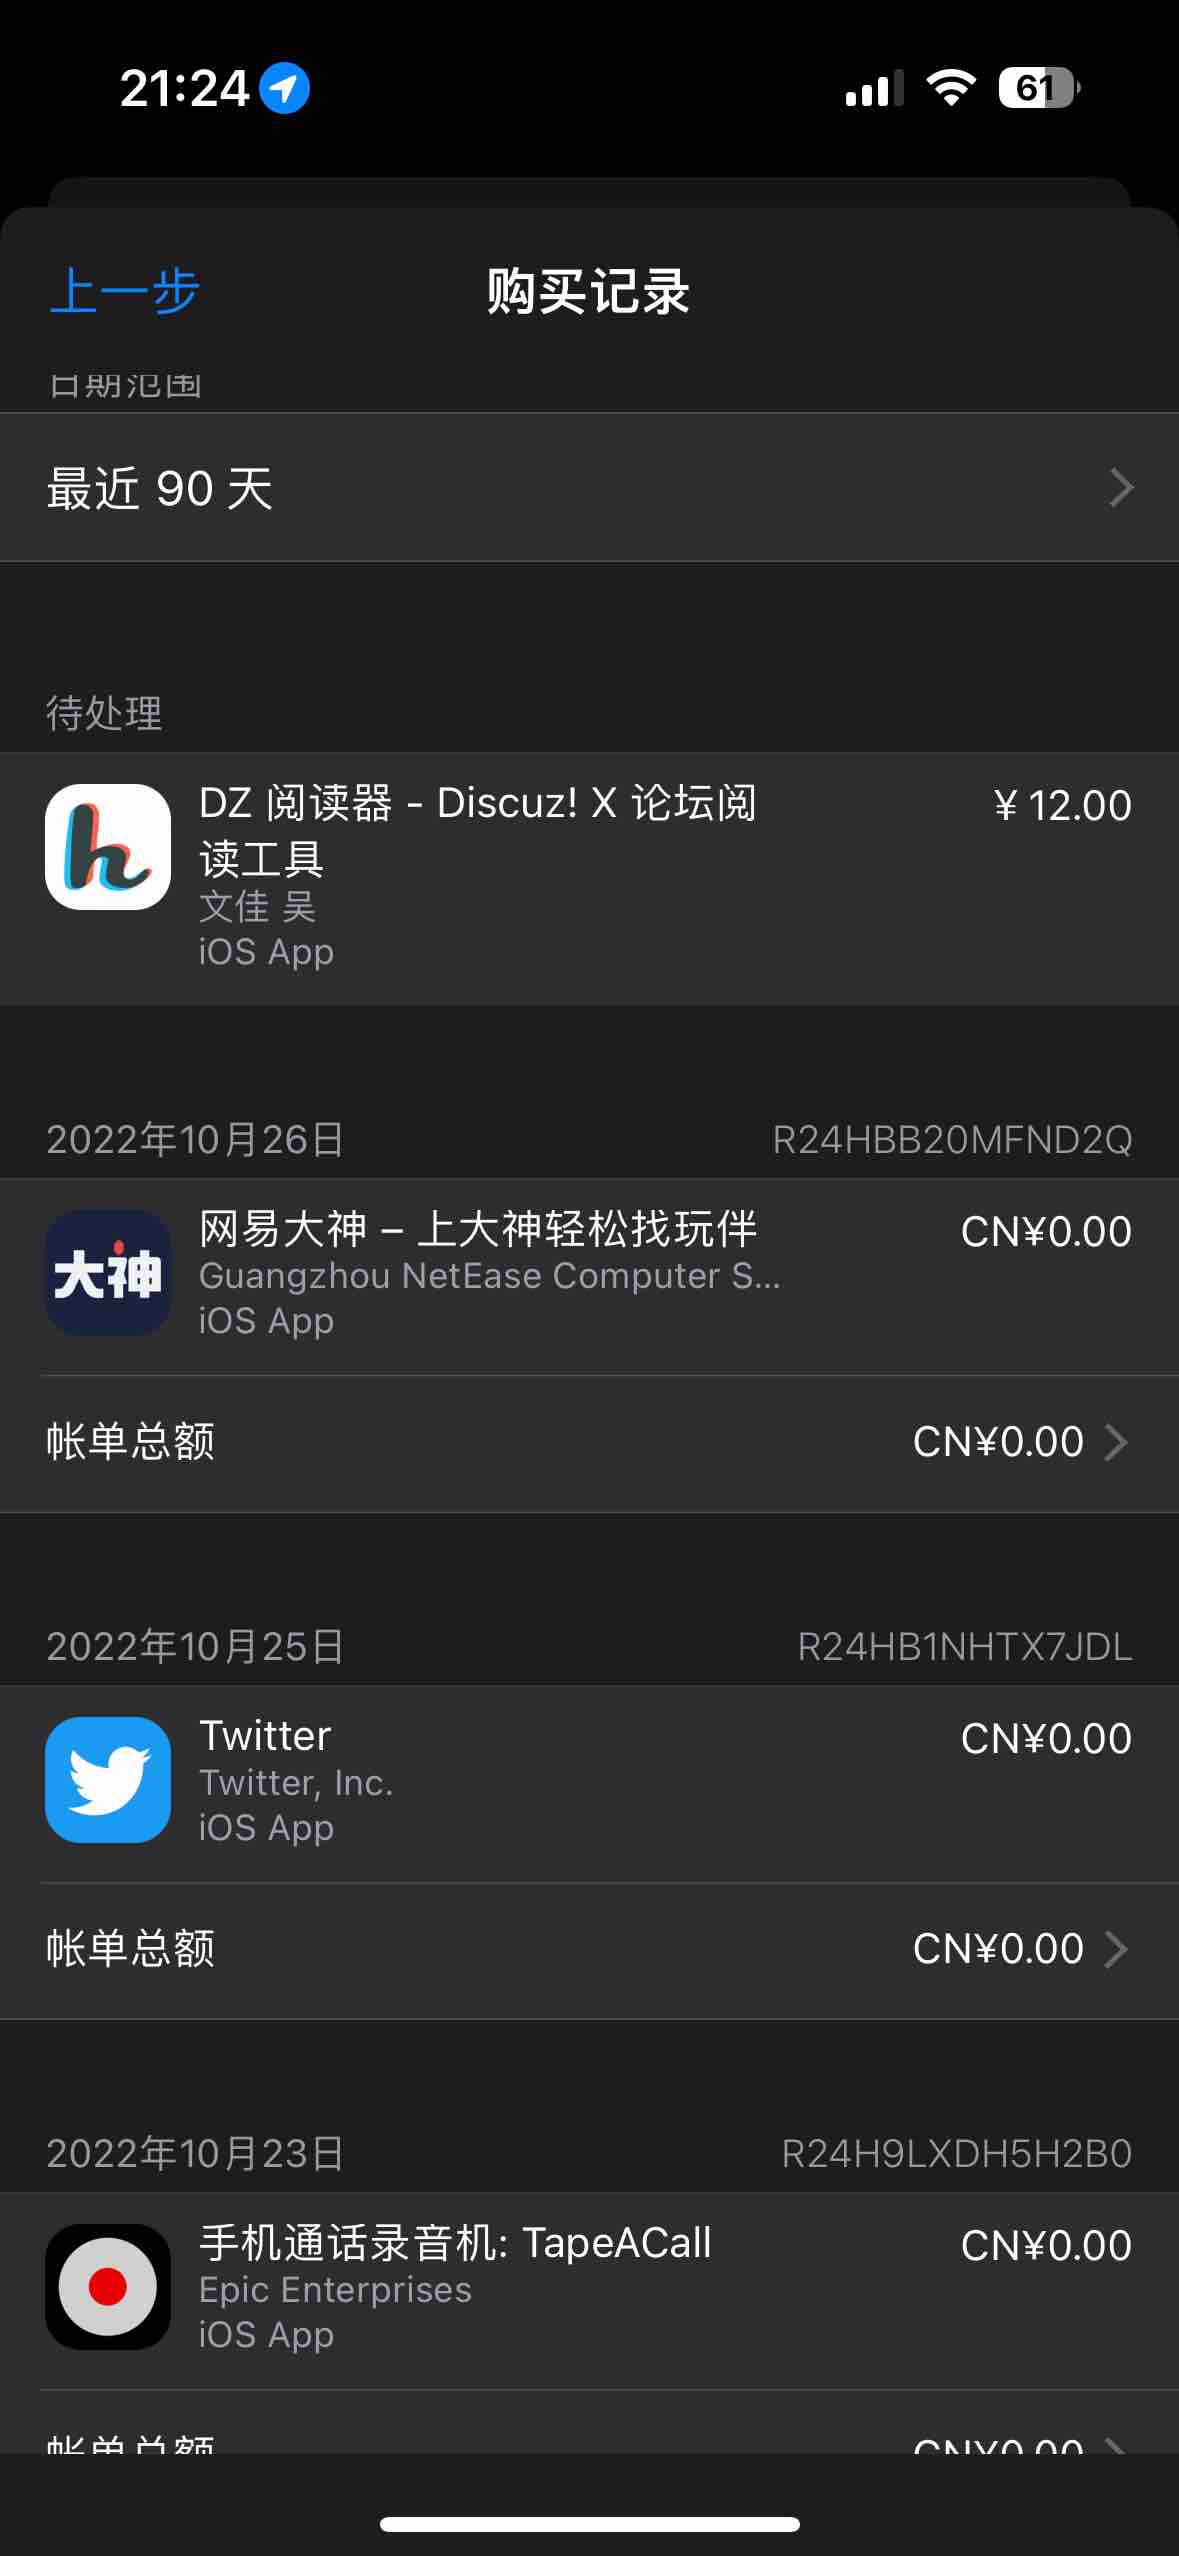 21:24
61
上一步
购买记录
日期范围
最近 90 天
待处理
DZ 阅读器 - Discuz! X 论坛阅
读工具
¥ 12.00
文佳 吴
iOS App
2022年10月26日
R24HBB20MFND2Q
大神
网易大神 – 上大神轻松找玩伴
CN¥0.00
Guangzhou NetEase Computer S...
iOS App
帐单总额
CN¥0.00
2022年10月25日
R24HB1NHTX7JDL
Twitter
CN¥0.00
Twitter, Inc.
iOS App
帐单总额
CN¥0.00
2022年10月23日
R24H9LXDH5H2B0
手机通话录音机: TapeACall
CN¥0.00
Epic Enterprises
iOS App
帐单总额
CN¥0.00